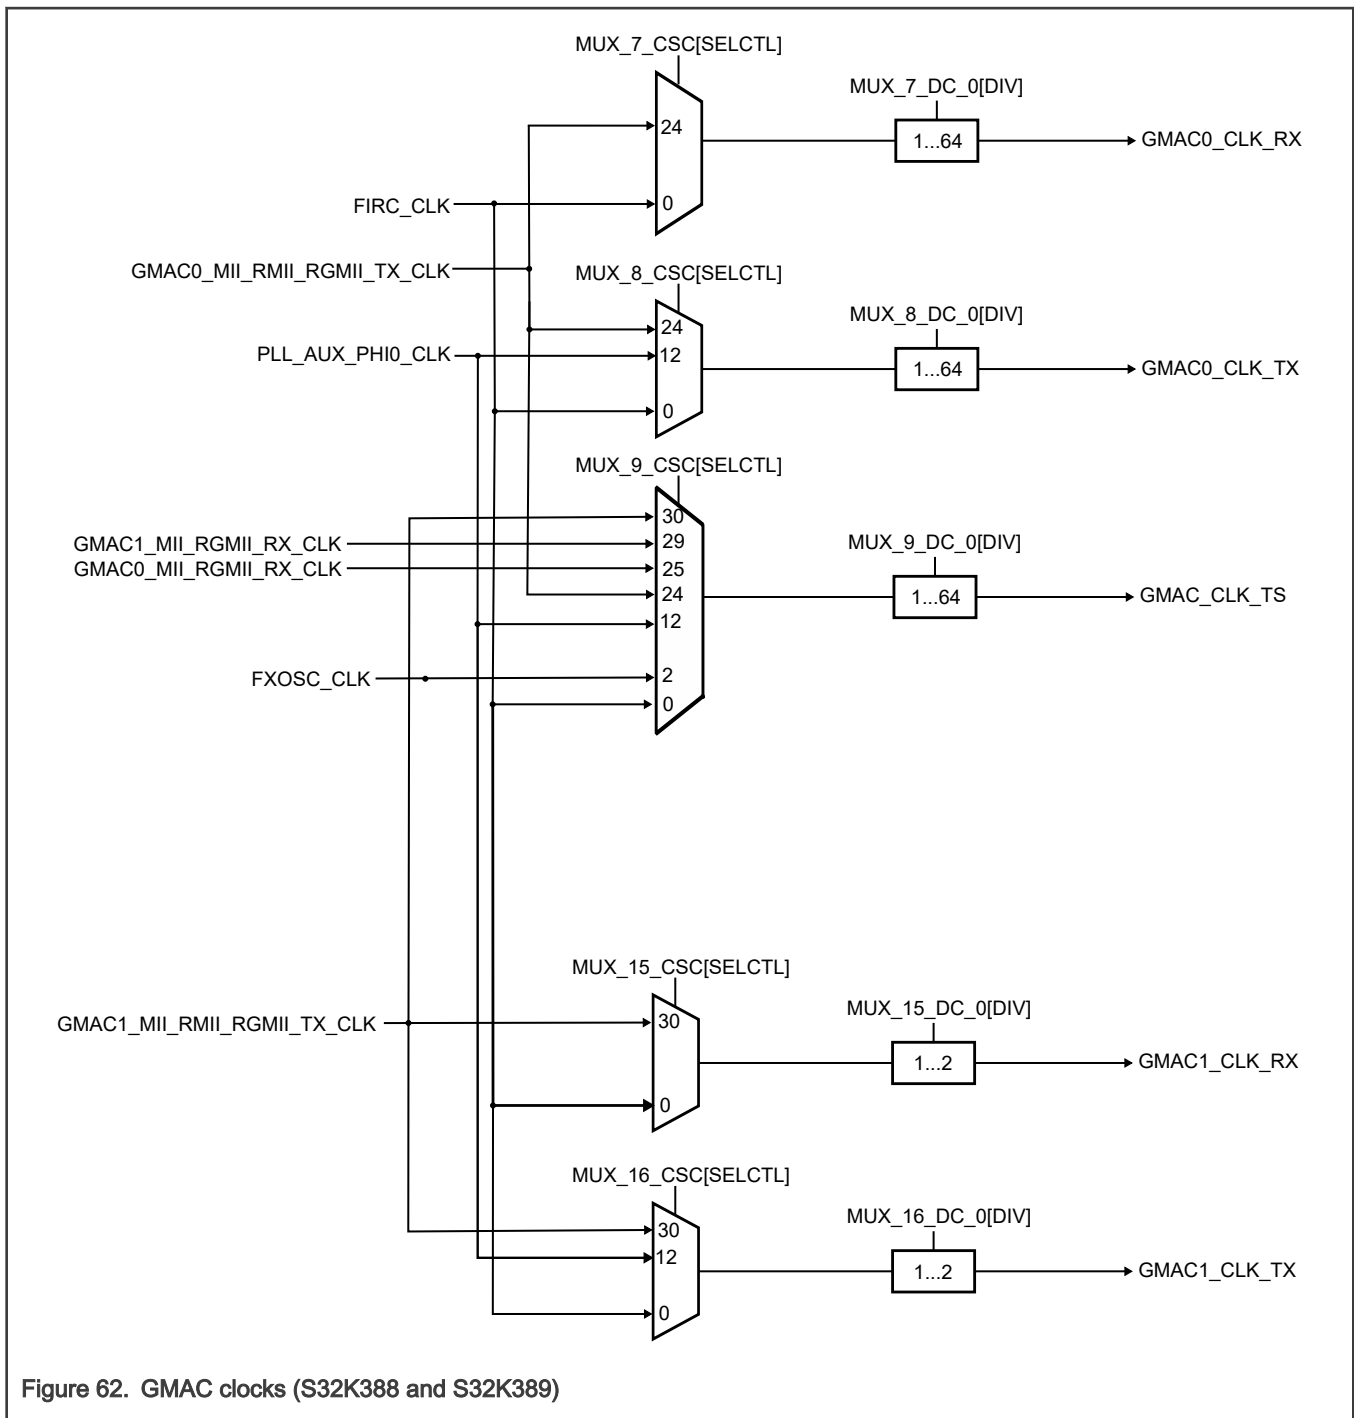 MUX_7_CSC[SELCTL]
MUX_7_DC_0[DIV]
24
1...64
GMAC0_CLK_RX
FIRC_CLK
0
GMAC0_MII_RMII_RGMII_TX_CLK
MUX_8_CSC[SELCTL]
MUX_8_DC_0[DIV]
24
PLL_AUX_PHI0_CLK
12
1...64
GMAC0_CLK_TX
0
MUX_9_CSC[SELCTL]
30
GMAC1_MII_RGMII_RX_CLK
29
MUX_9_DC_0[DIV]
GMAC0_MII_RGMII_RX_CLK
25
24
1...64
GMAC_CLK_TS
12
FXOSC_CLK
2
0
MUX_15_CSC[SELCTL]
MUX_15_DC_0[DIV]
GMAC1_MII_RMII_RGMII_TX_CLK
30
1...2
GMAC1_CLK_RX
0
MUX_16_CSC[SELCTL]
MUX_16_DC_0[DIV]
30
12
1...2
GMAC1_CLK_TX
0
Figure 62. GMAC clocks (S32K388 and S32K389)